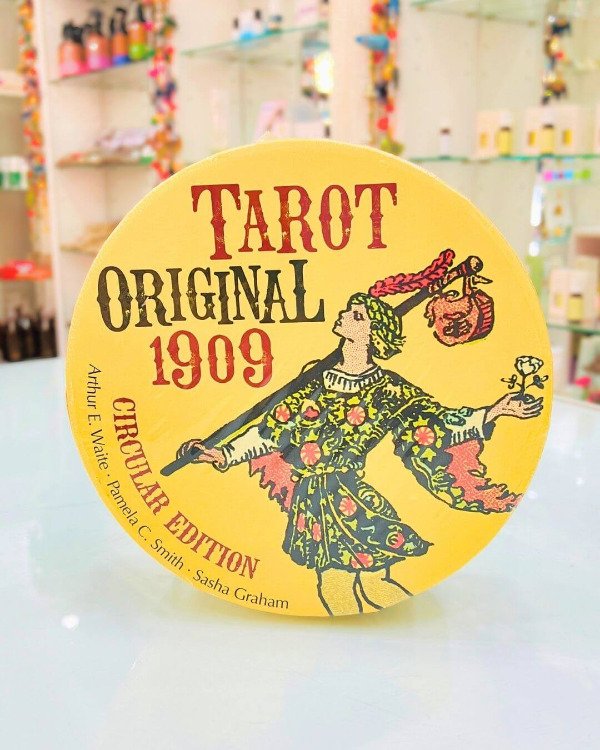 TAROT
ORIGINAL
1909
CIRCULAR EDITION
Arthur E. Waite · Pamela C. Smith · Sasha Graham